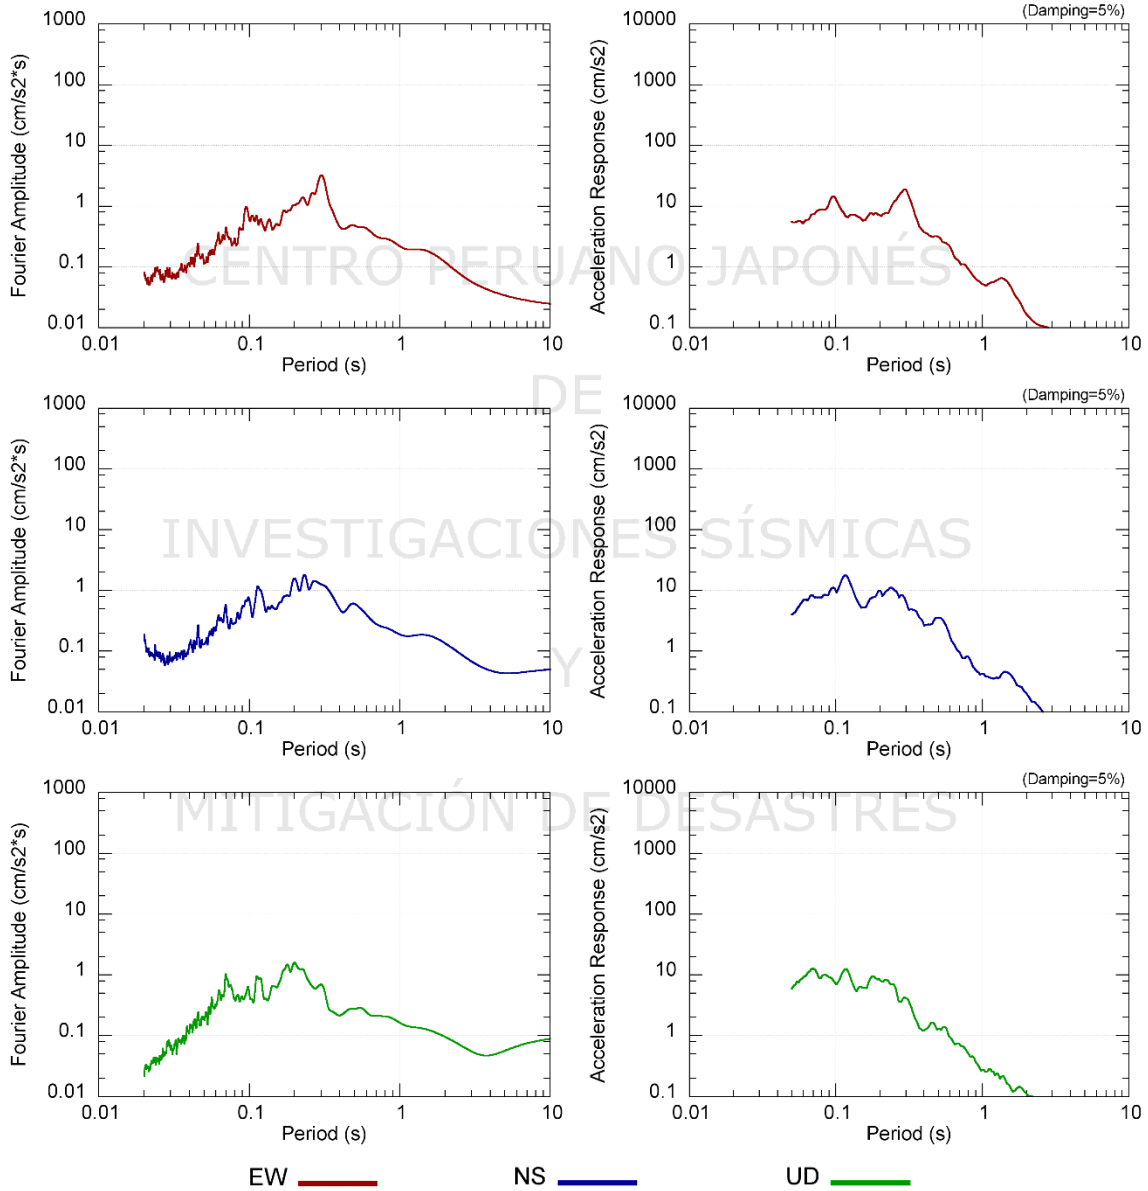 (Damping=5%)
1000
100
10
1
0.1
0.01
Fourier Amplitude (cm/s2*s)
0.01
0.1
1
10
Period (s)
10000
1000
100
10
1
0.1
Acceleration Response (cm/s2)
0.01
0.1
1
10
Period (s)
CENTRO PERUANO JAPONÉS
DE
(Damping=5%)
1000
100
10
1
0.1
0.01
Fourier Amplitude (cm/s2*s)
0.01
0.1
1
10
Period (s)
10000
1000
100
10
1
0.1
Acceleration Response (cm/s2)
0.01
0.1
1
10
Period (s)
INVESTIGACIONES SÍSMICAS
Y
(Damping=5%)
1000
100
10
1
0.1
0.01
Fourier Amplitude (cm/s2*s)
0.01
0.1
1
10
Period (s)
10000
1000
100
10
1
0.1
Acceleration Response (cm/s2)
0.01
0.1
1
10
Period (s)
MITIGACIÓN DE DESASTRES
EW
NS
UD